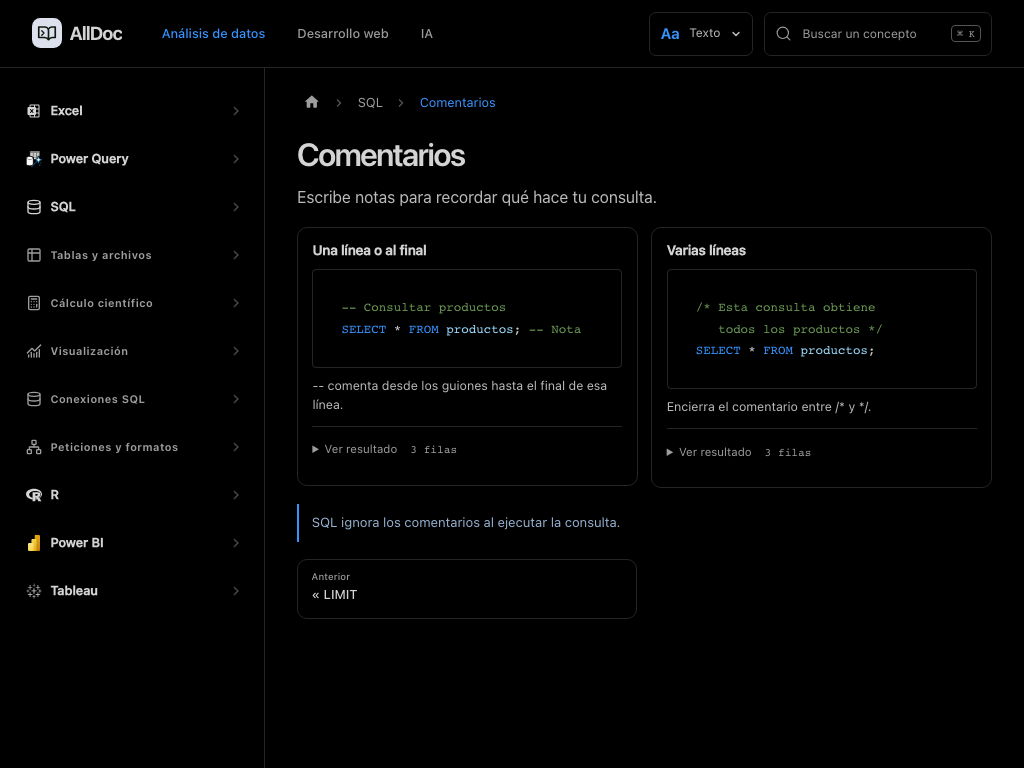 AllDoc
Análisis de datos
Desarrollo web
IA
Aa Texto
Buscar un concepto
⌘ K
Excel
Power Query
SQL
Tablas y archivos
Cálculo científico
Visualización
Conexiones SQL
Peticiones y formatos
R
Power BI
Tableau
SQL
Comentarios
Comentarios
Escribe notas para recordar qué hace tu consulta.
Una línea o al final
-- Consultar productos
SELECT * FROM productos; -- Nota
-- comenta desde los guiones hasta el final de esa
línea.
Ver resultado 3 filas
Varias líneas
/* Esta consulta obtiene
todos los productos */
SELECT * FROM productos;
Encierra el comentario entre /* y */.
Ver resultado 3 filas
SQL ignora los comentarios al ejecutar la consulta.
Anterior
« LIMIT